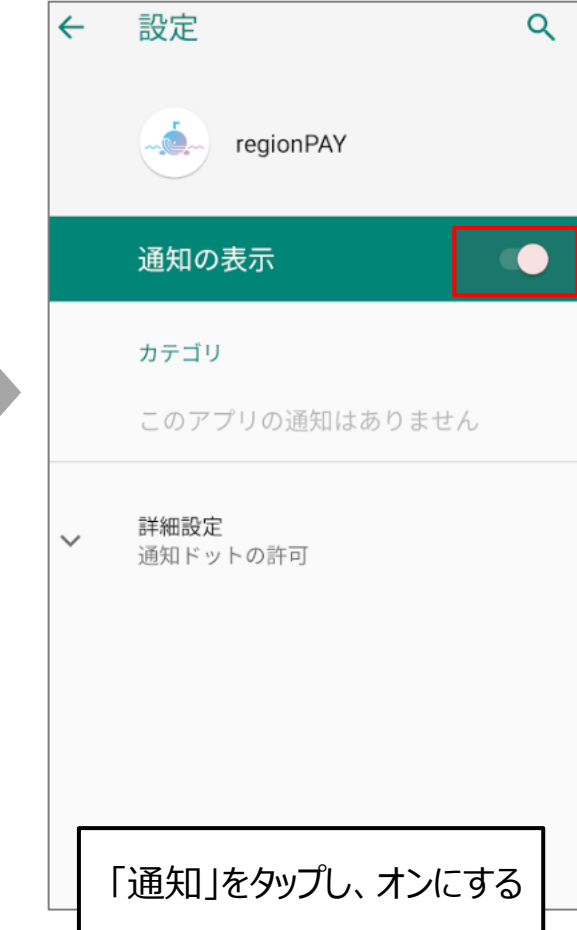 設定
regionPAY
通知の表示
カテゴリ
このアプリの通知はありません
詳細設定
通知ドットの許可
「通知」をタップし、オンにする